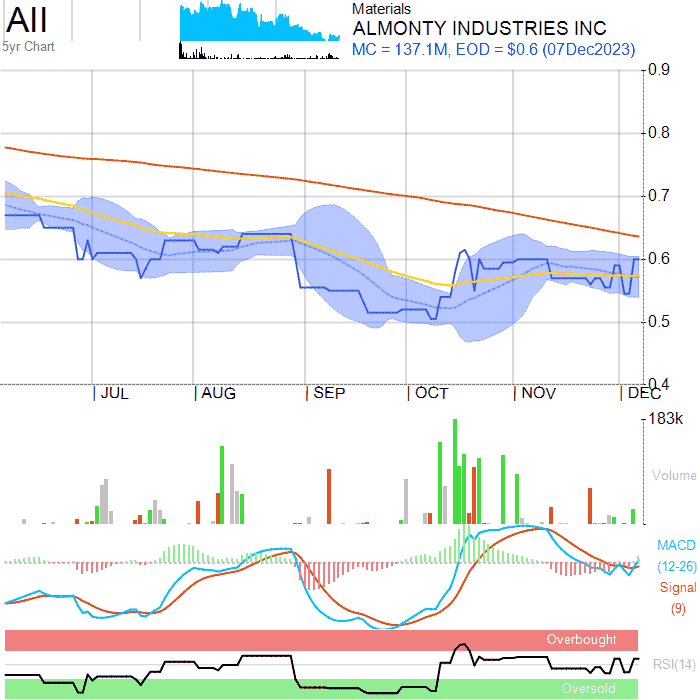 AII
5yr Chart
Materials
ALMONTY INDUSTRIES INC
MC = 137.1M, EOD = $0.6 (07Dec2023)
0.9
0.8
0.7
0.6
0.5
0.4
JUL
AUG
SEP
OCT
NOV
DEC
183k
Volume
MACD
(12-26)
Signal
(9)
Overbought
RSI(14)
Oversold